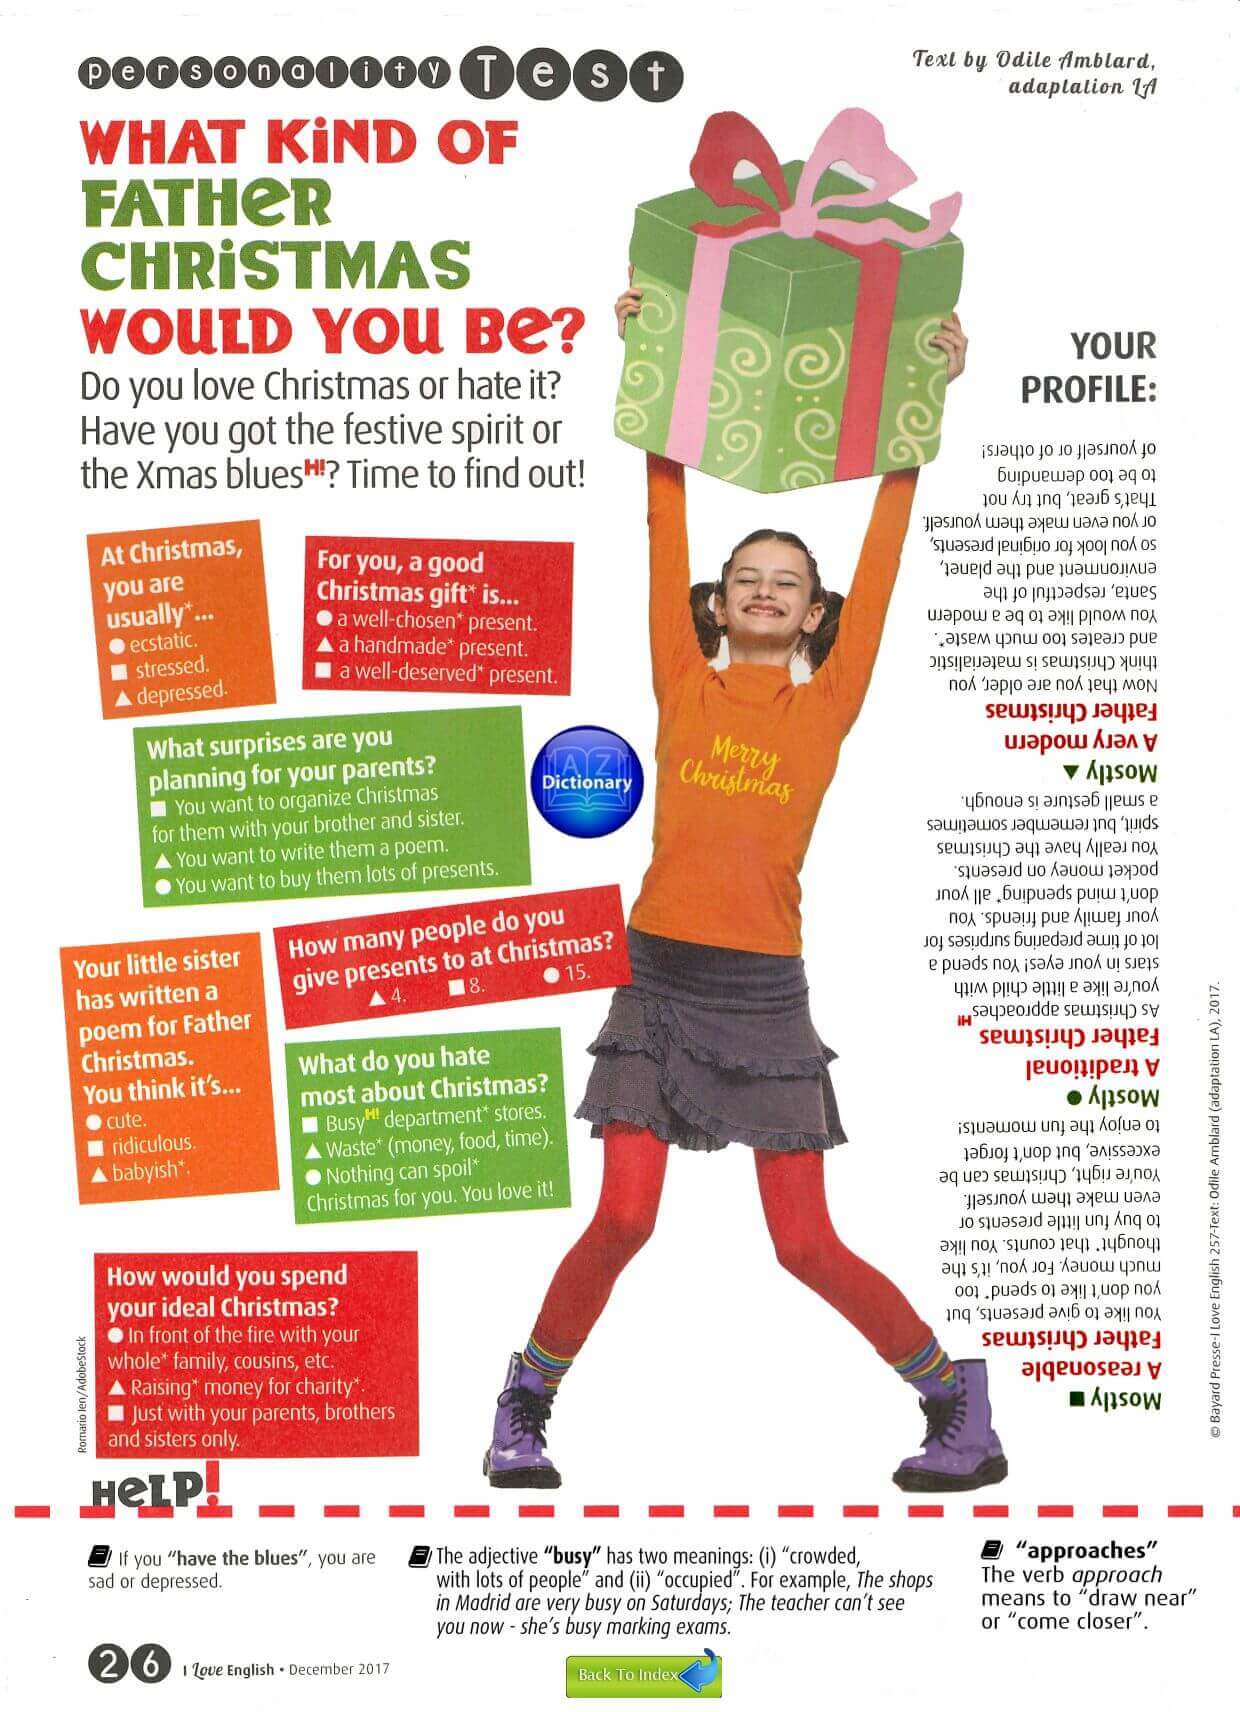 personality Test
Text by Odile Amblard,
adaptation LA
WHAT KiND OF
FATHeR
CHRiSTMAS
WOULD YOU Be?
Do you love Christmas or hate it?
Have you got the festive spirit or
the Xmas bluesH!? Time to find out!
At Christmas,
you are
usually*...
● ecstatic.
■ stressed.
▲ depressed.
For you, a good
Christmas gift* is...
● a well-chosen* present.
▲ a handmade* present.
■ a well-deserved* present.
What surprises are you
planning for your parents?
■ You want to organize Christmas
for them with your brother and sister.
▲ You want to write them a poem.
● You want to buy them lots of presents.
A Z
Dictionary
Merry
Christmas
How many people do you
give presents to at Christmas?
▲ 4. ■ 8. ● 15.
Your little sister
has written a
poem for Father
Christmas.
You think it's...
● cute.
■ ridiculous.
▲ babyish*.
What do you hate
most about Christmas?
■ BusyH! department* stores.
▲ Waste* (money, food, time).
● Nothing can spoil*
Christmas for you. You love it!
How would you spend
your ideal Christmas?
● In front of the fire with your
whole* family, cousins, etc.
▲ Raising* money for charity*.
■ Just with your parents, brothers
and sisters only.
Romario Ien/AdobeStock
YOUR
PROFILE:
Mostly ■
A reasonable
Father Christmas
You like to give presents, but
you don't like to spend* too
much money. For you, it's the
thought* that counts. You like
to buy fun little presents or
even make them yourself.
You're right, Christmas can be
excessive, but don't forget
to enjoy the fun moments!
Mostly ●
A traditional
Father Christmas
As Christmas approachesH!
you're like a little child with
stars in your eyes! You spend a
lot of time preparing surprises for
your family and friends. You
don't mind spending* all your
pocket money on presents.
You really have the Christmas
spirit, but remember sometimes
a small gesture is enough.
Mostly ▲
A very modern
Father Christmas
Now that you are older, you
think Christmas is materialistic
and creates too much waste*.
You would like to be a modern
Santa, respectful of the
environment and the planet,
so you look for original presents,
or you even make them yourself.
That's great, but try not
to be too demanding
of yourself or of others!
© Bayard Presse-I Love English 257-Text: Odile Amblard (adaptation LA), 2017.
HeLP!
If you "have the blues", you are
sad or depressed.
The adjective "busy" has two meanings: (i) "crowded,
with lots of people" and (ii) "occupied". For example, The shops
in Madrid are very busy on Saturdays; The teacher can't see
you now - she's busy marking exams.
"approaches"
The verb approach
means to "draw near"
or "come closer".
26 I Love English • December 2017
Back To Index